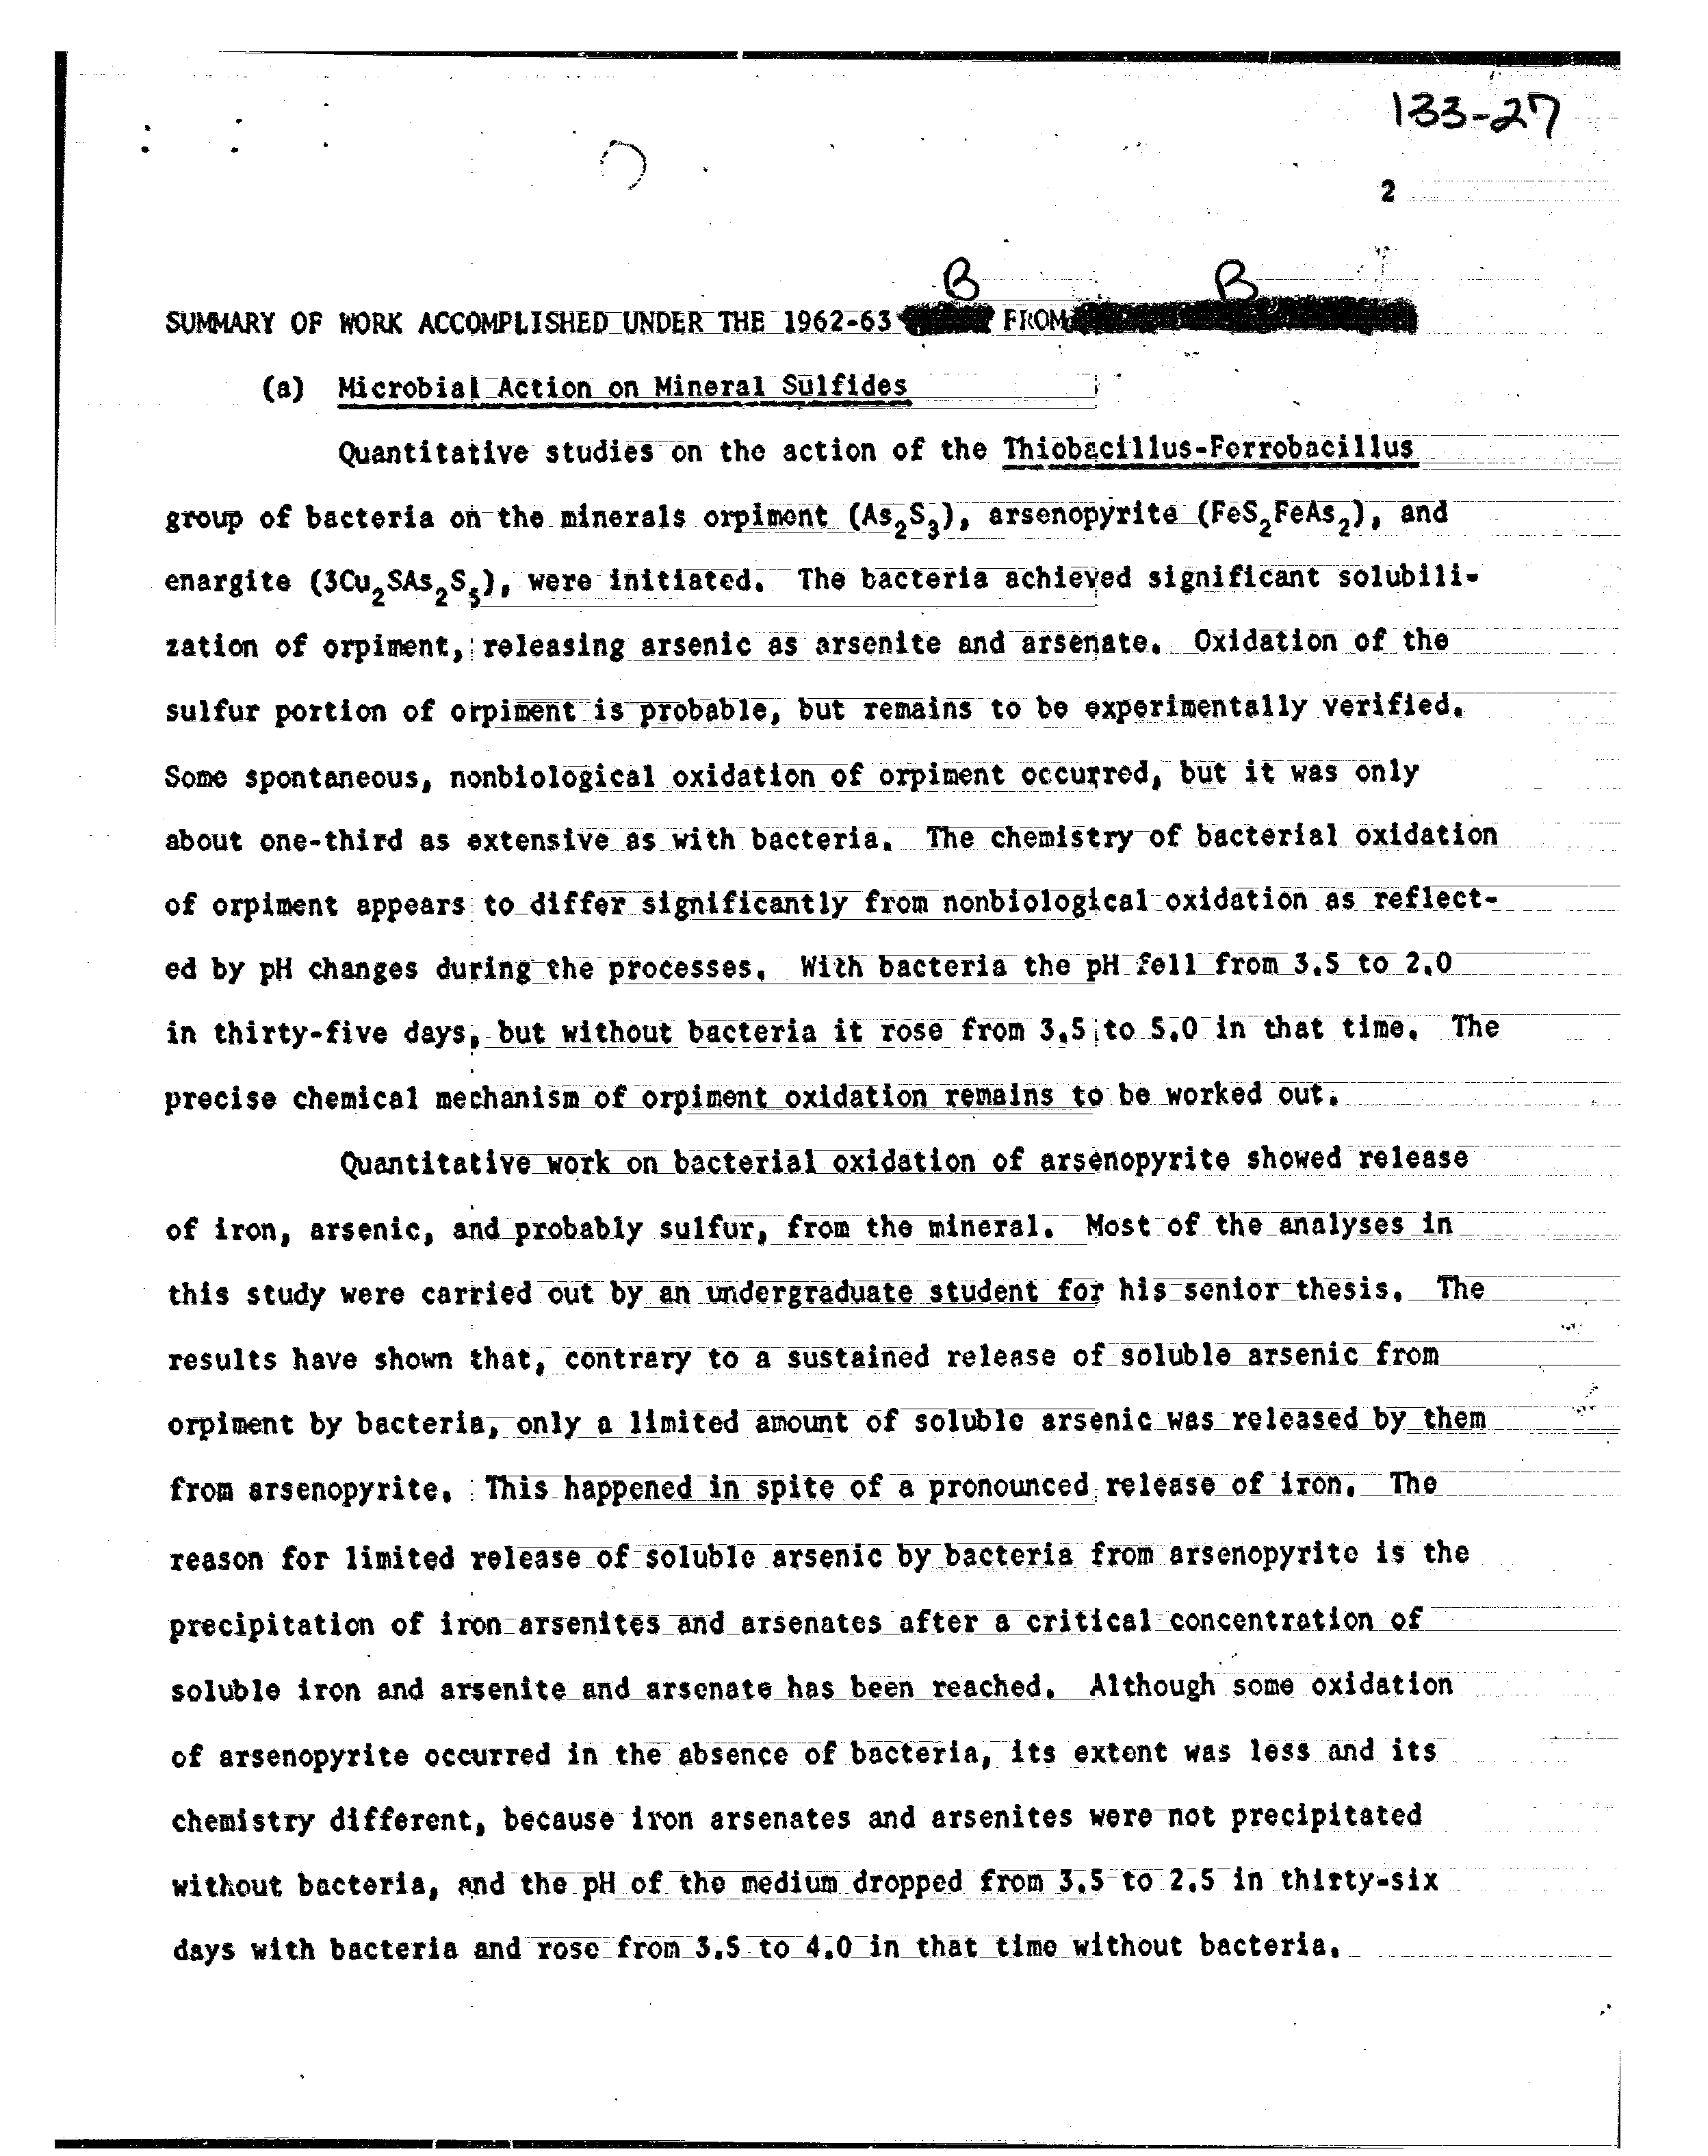 133-27
2
B B
SUMMARY OF WORK ACCOMPLISHED UNDER THE 1962-63 FROM
(a) Microbial Action on Mineral Sulfides
Quantitative studies on the action of the Thiobacillus-Ferrobacillus
group of bacteria on the minerals orpiment (As₂S₃), arsenopyrite (FeS₂FeAs₂), and
enargite (3Cu₂SAs₂S₅), were initiated. The bacteria achieved significant solubili-
zation of orpiment, releasing arsenic as arsenite and arsenate. Oxidation of the
sulfur portion of orpiment is probable, but remains to be experimentally verified.
Some spontaneous, nonbiological oxidation of orpiment occurred, but it was only
about one-third as extensive as with bacteria. The chemistry of bacterial oxidation
of orpiment appears to differ significantly from nonbiological oxidation as reflect-
ed by pH changes during the processes. With bacteria the pH fell from 3.5 to 2.0
in thirty-five days, but without bacteria it rose from 3.5 to 5.0 in that time. The
precise chemical mechanism of orpiment oxidation remains to be worked out.
Quantitative work on bacterial oxidation of arsenopyrite showed release
of iron, arsenic, and probably sulfur, from the mineral. Most of the analyses in
this study were carried out by an undergraduate student for his senior thesis. The
results have shown that, contrary to a sustained release of soluble arsenic from
orpiment by bacteria, only a limited amount of soluble arsenic was released by them
from arsenopyrite. This happened in spite of a pronounced release of iron. The
reason for limited release of soluble arsenic by bacteria from arsenopyrite is the
precipitation of iron arsenites and arsenates after a critical concentration of
soluble iron and arsenite and arsenate has been reached. Although some oxidation
of arsenopyrite occurred in the absence of bacteria, its extent was less and its
chemistry different, because iron arsenates and arsenites were not precipitated
without bacteria, and the pH of the medium dropped from 3.5 to 2.5 in thirty-six
days with bacteria and rose from 3.5 to 4.0 in that time without bacteria.